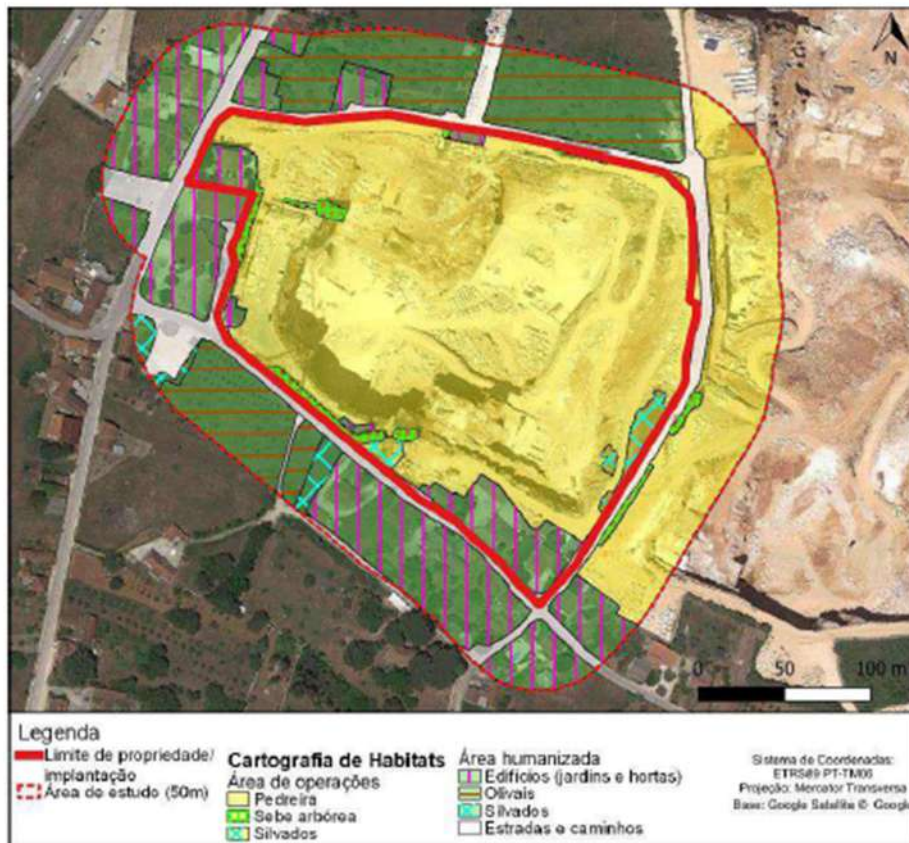 N
0 50 100 m
Legenda
Limite de propriedade/
implantação
Área de estudo (50m)
Cartografia de Habitats
Área de operações
Pedreira
Sebe arbórea
Silvados
Área humanizada
Edifícios (jardins e hortas)
Olivais
Silvados
Estradas e caminhos
Sistema de Coordenadas:
ETRS89 PT-TM06
Projeção: Mercator Transversa
Base: Google Satellite © Google